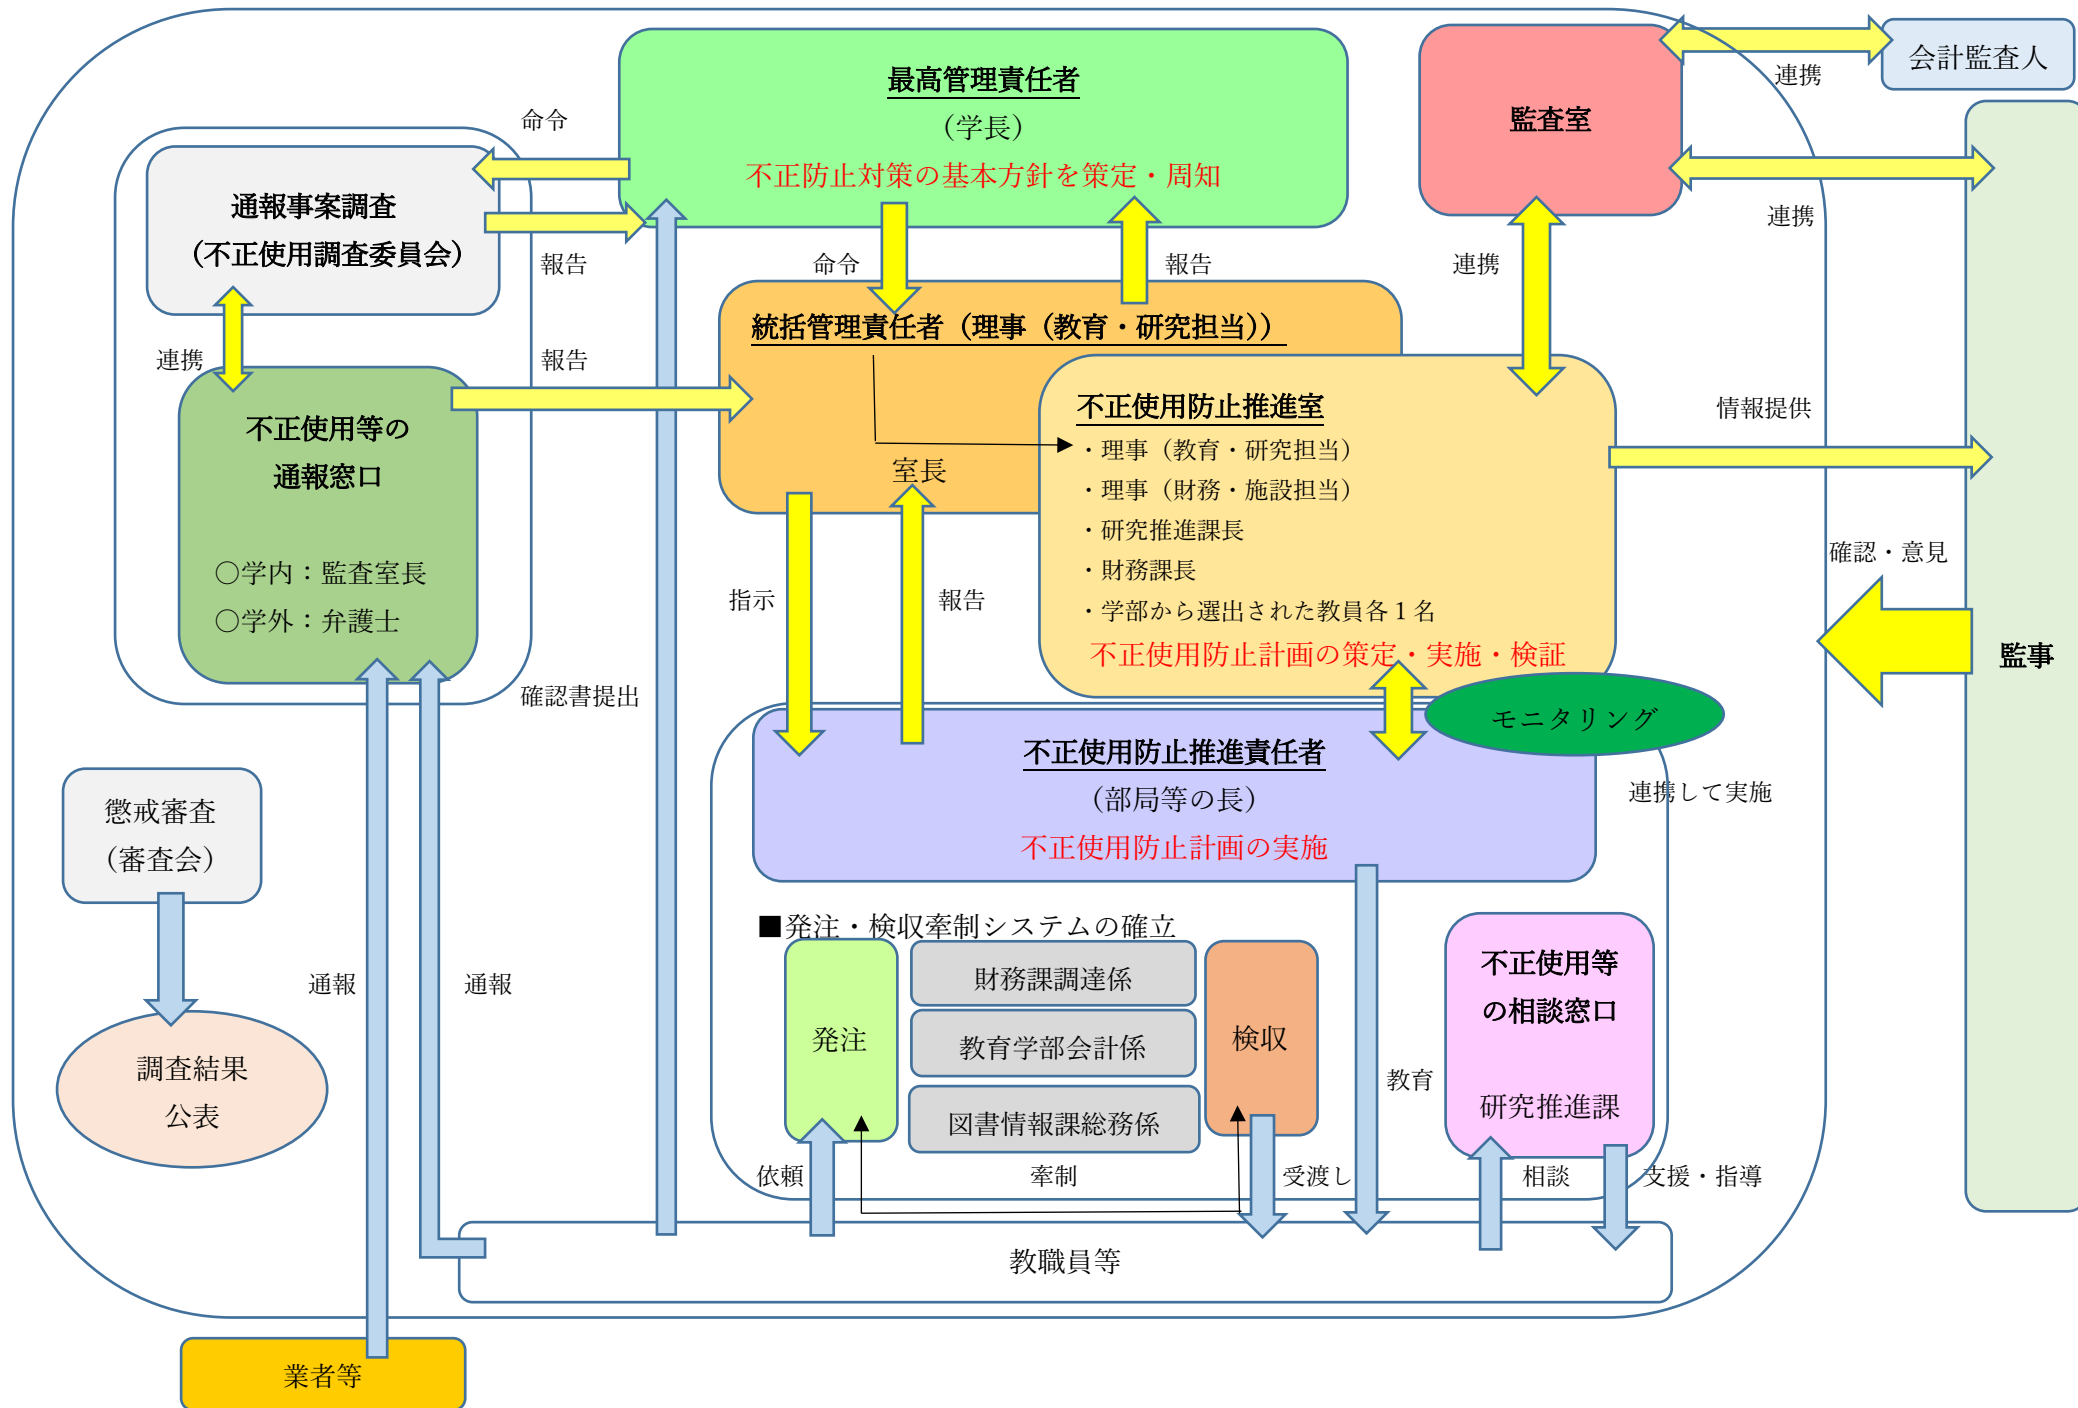 最高管理責任者
（学長）
不正防止対策の基本方針を策定・周知
監査室
会計監査人
連携
連携
命令
通報事案調査
（不正使用調査委員会）
報告
命令
報告
連携
統括管理責任者（理事（教育・研究担当））
室長
連携
報告
不正使用等の
通報窓口
○学内：監査室長
○学外：弁護士
不正使用防止推進室
・理事（教育・研究担当）
・理事（財務・施設担当）
・研究推進課長
・財務課長
・学部から選出された教員各１名
不正使用防止計画の策定・実施・検証
情報提供
確認・意見
監事
指示
報告
確認書提出
モニタリング
不正使用防止推進責任者
（部局等の長）
不正使用防止計画の実施
連携して実施
懲戒審査
（審査会）
調査結果
公表
通報
通報
■発注・検収牽制システムの確立
発注
財務課調達係
教育学部会計係
図書情報課総務係
検収
教育
不正使用等
の相談窓口
研究推進課
依頼
牽制
受渡し
相談
支援・指導
教職員等
業者等